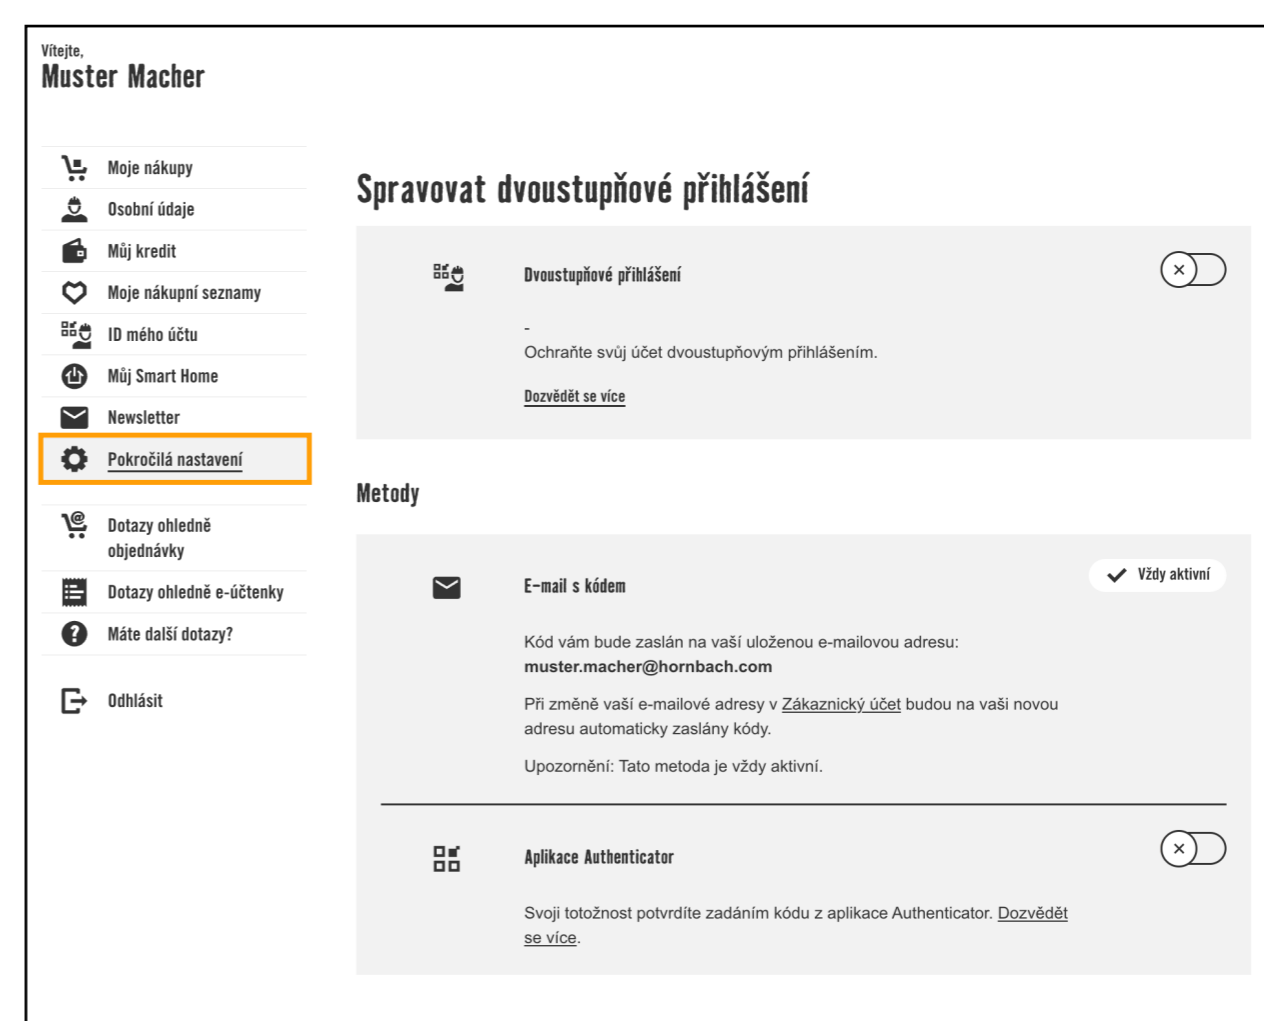 Vítejte,
Muster Macher
Moje nákupy
Osobní údaje
Můj kredit
Moje nákupní seznamy
ID mého účtu
Můj Smart Home
Newsletter
Pokročilá nastavení
Dotazy ohledně
objednávky
Dotazy ohledně e-účtenky
Máte další dotazy?
Odhlásit
Spravovat dvoustupňové přihlášení
Dvoustupňové přihlášení
-
Ochraňte svůj účet dvoustupňovým přihlášením.
Dozvědět se více
Metody
E-mail s kódem
Vždy aktivní
Kód vám bude zaslán na vaší uloženou e-mailovou adresu:
muster.macher@hornbach.com
Při změně vaší e-mailové adresy v Zákaznický účet budou na vaši novou
adresu automaticky zaslány kódy.
Upozornění: Tato metoda je vždy aktivní.
Aplikace Authenticator
Svoji totožnost potvrdíte zadáním kódu z aplikace Authenticator. Dozvědět
se více.